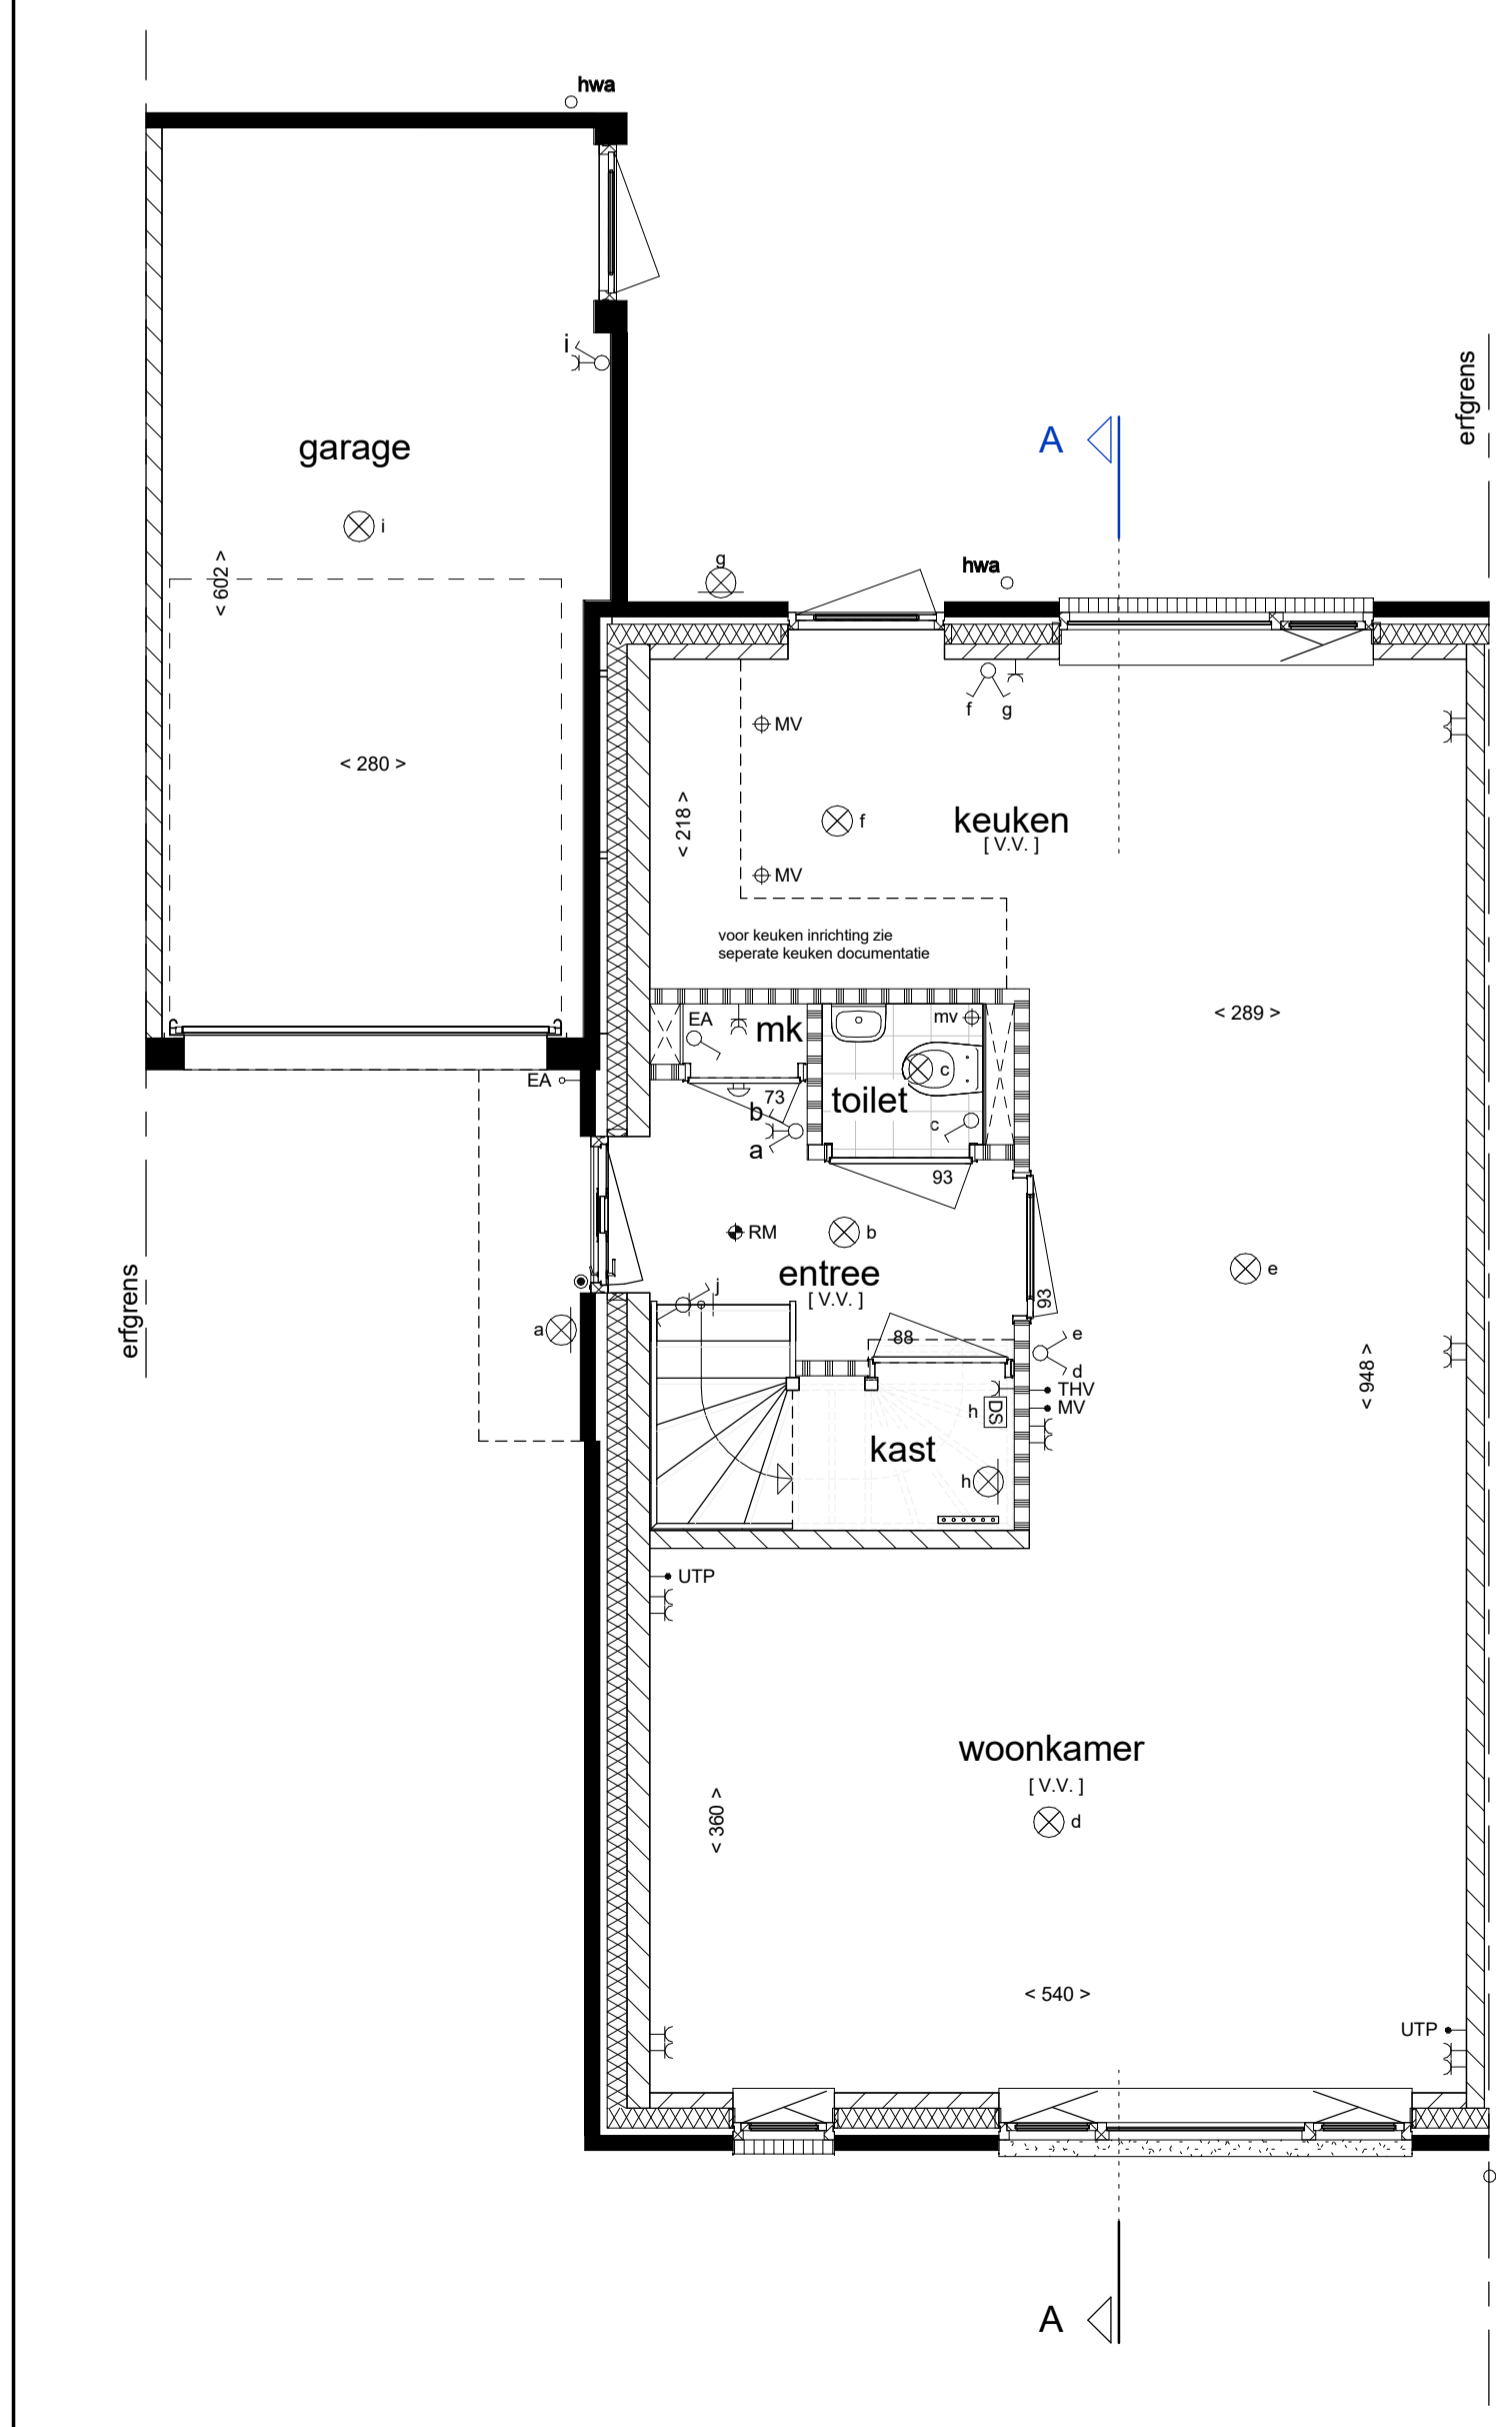 hwa
i
garage
i
< 602 >
< 280 >
erfgrens
A
g
hwa
f
g
MV
< 218 >
f
keuken
[ V.V. ]
MV
voor keuken inrichting zie
seperate keuken documentatie
< 289 >
EA
mk
mv
EA
c
73
toilet
b
c
a
93
RM
b
e
entree
[ V.V. ]
j
93
erfgrens
a
88
e
d
THV
MV
h
DS
< 948 >
kast
h
UTP
woonkamer
[ V.V. ]
d
< 360 >
< 540 >
UTP
A